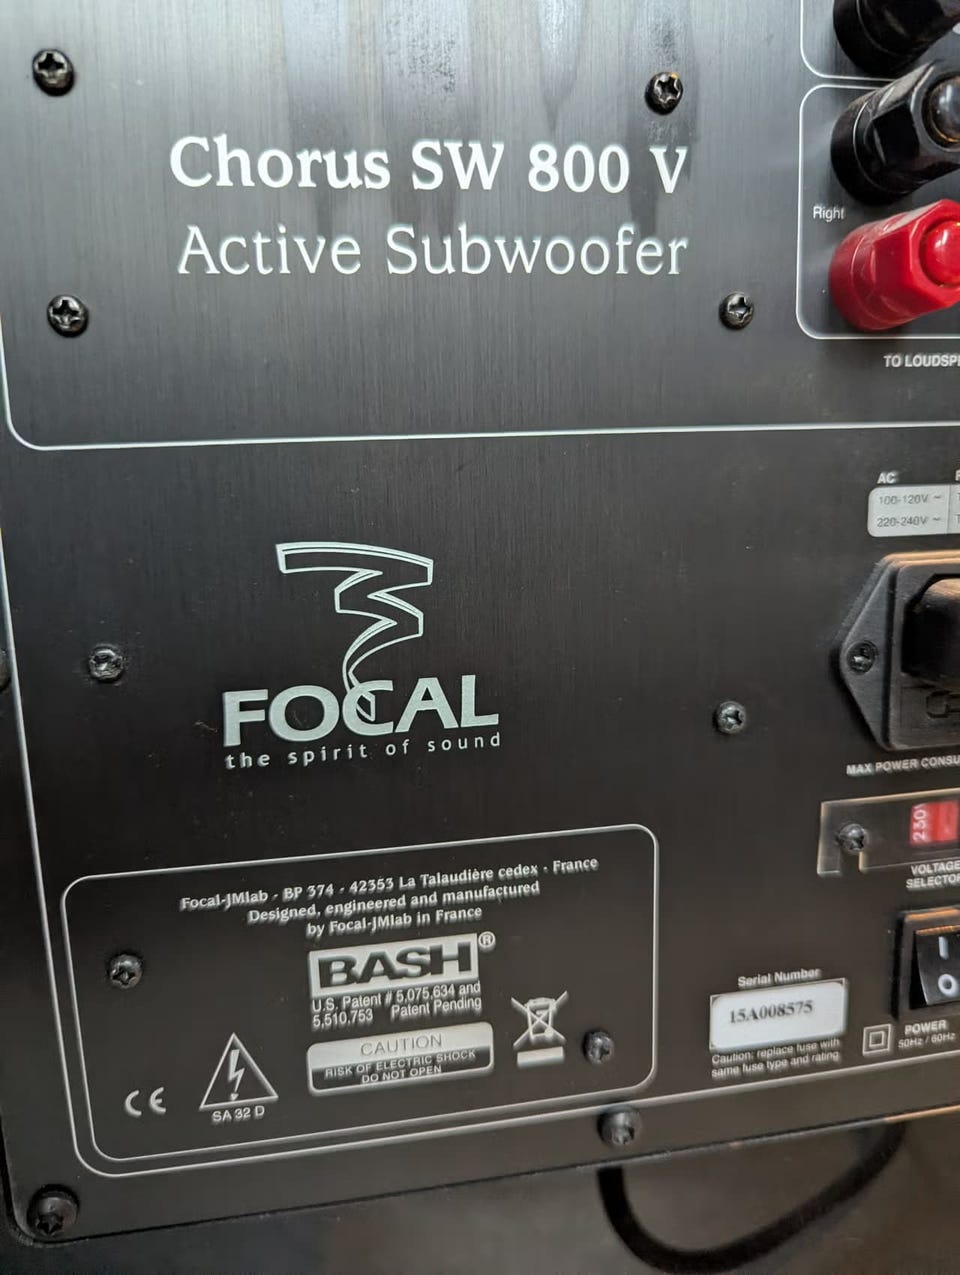 Chorus SW 800 V
Active Subwoofer
Right
TO LOUDSPE
AC
100-120V ~
220-240V ~
FOCAL
the spirit of sound
MAX POWER CONSU
230
VOLTAGE
SELECTOR
Focal-JMlab - BP 374 - 42353 La Talaudière cedex - France
Designed, engineered and manufactured
by Focal-JMlab in France
BASH®
U.S. Patent # 5,075,634 and
5,510,753 Patent Pending
CAUTION
RISK OF ELECTRIC SHOCK
DO NOT OPEN
CE
SA 32 D
Serial Number
15A008575
Caution: replace fuse with
same fuse type and rating
I
O
POWER
50Hz / 60Hz